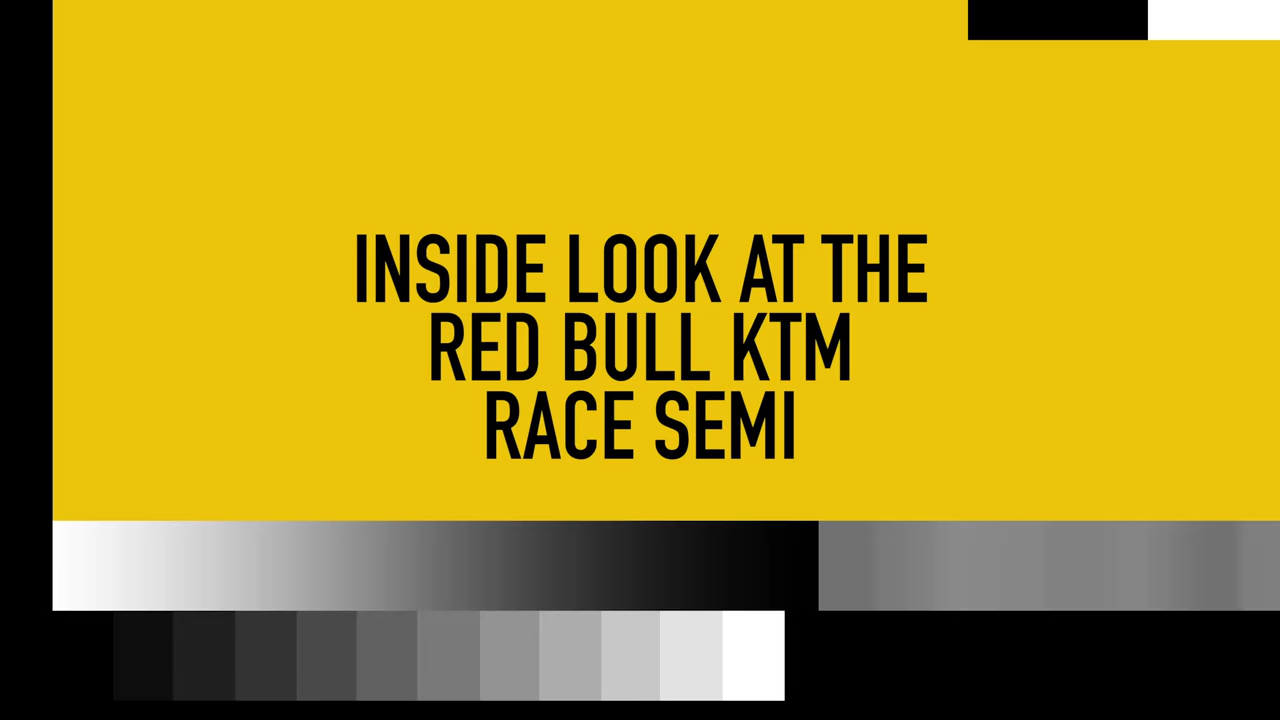 INSIDE LOOK AT THE
RED BULL KTM
RACE SEMI